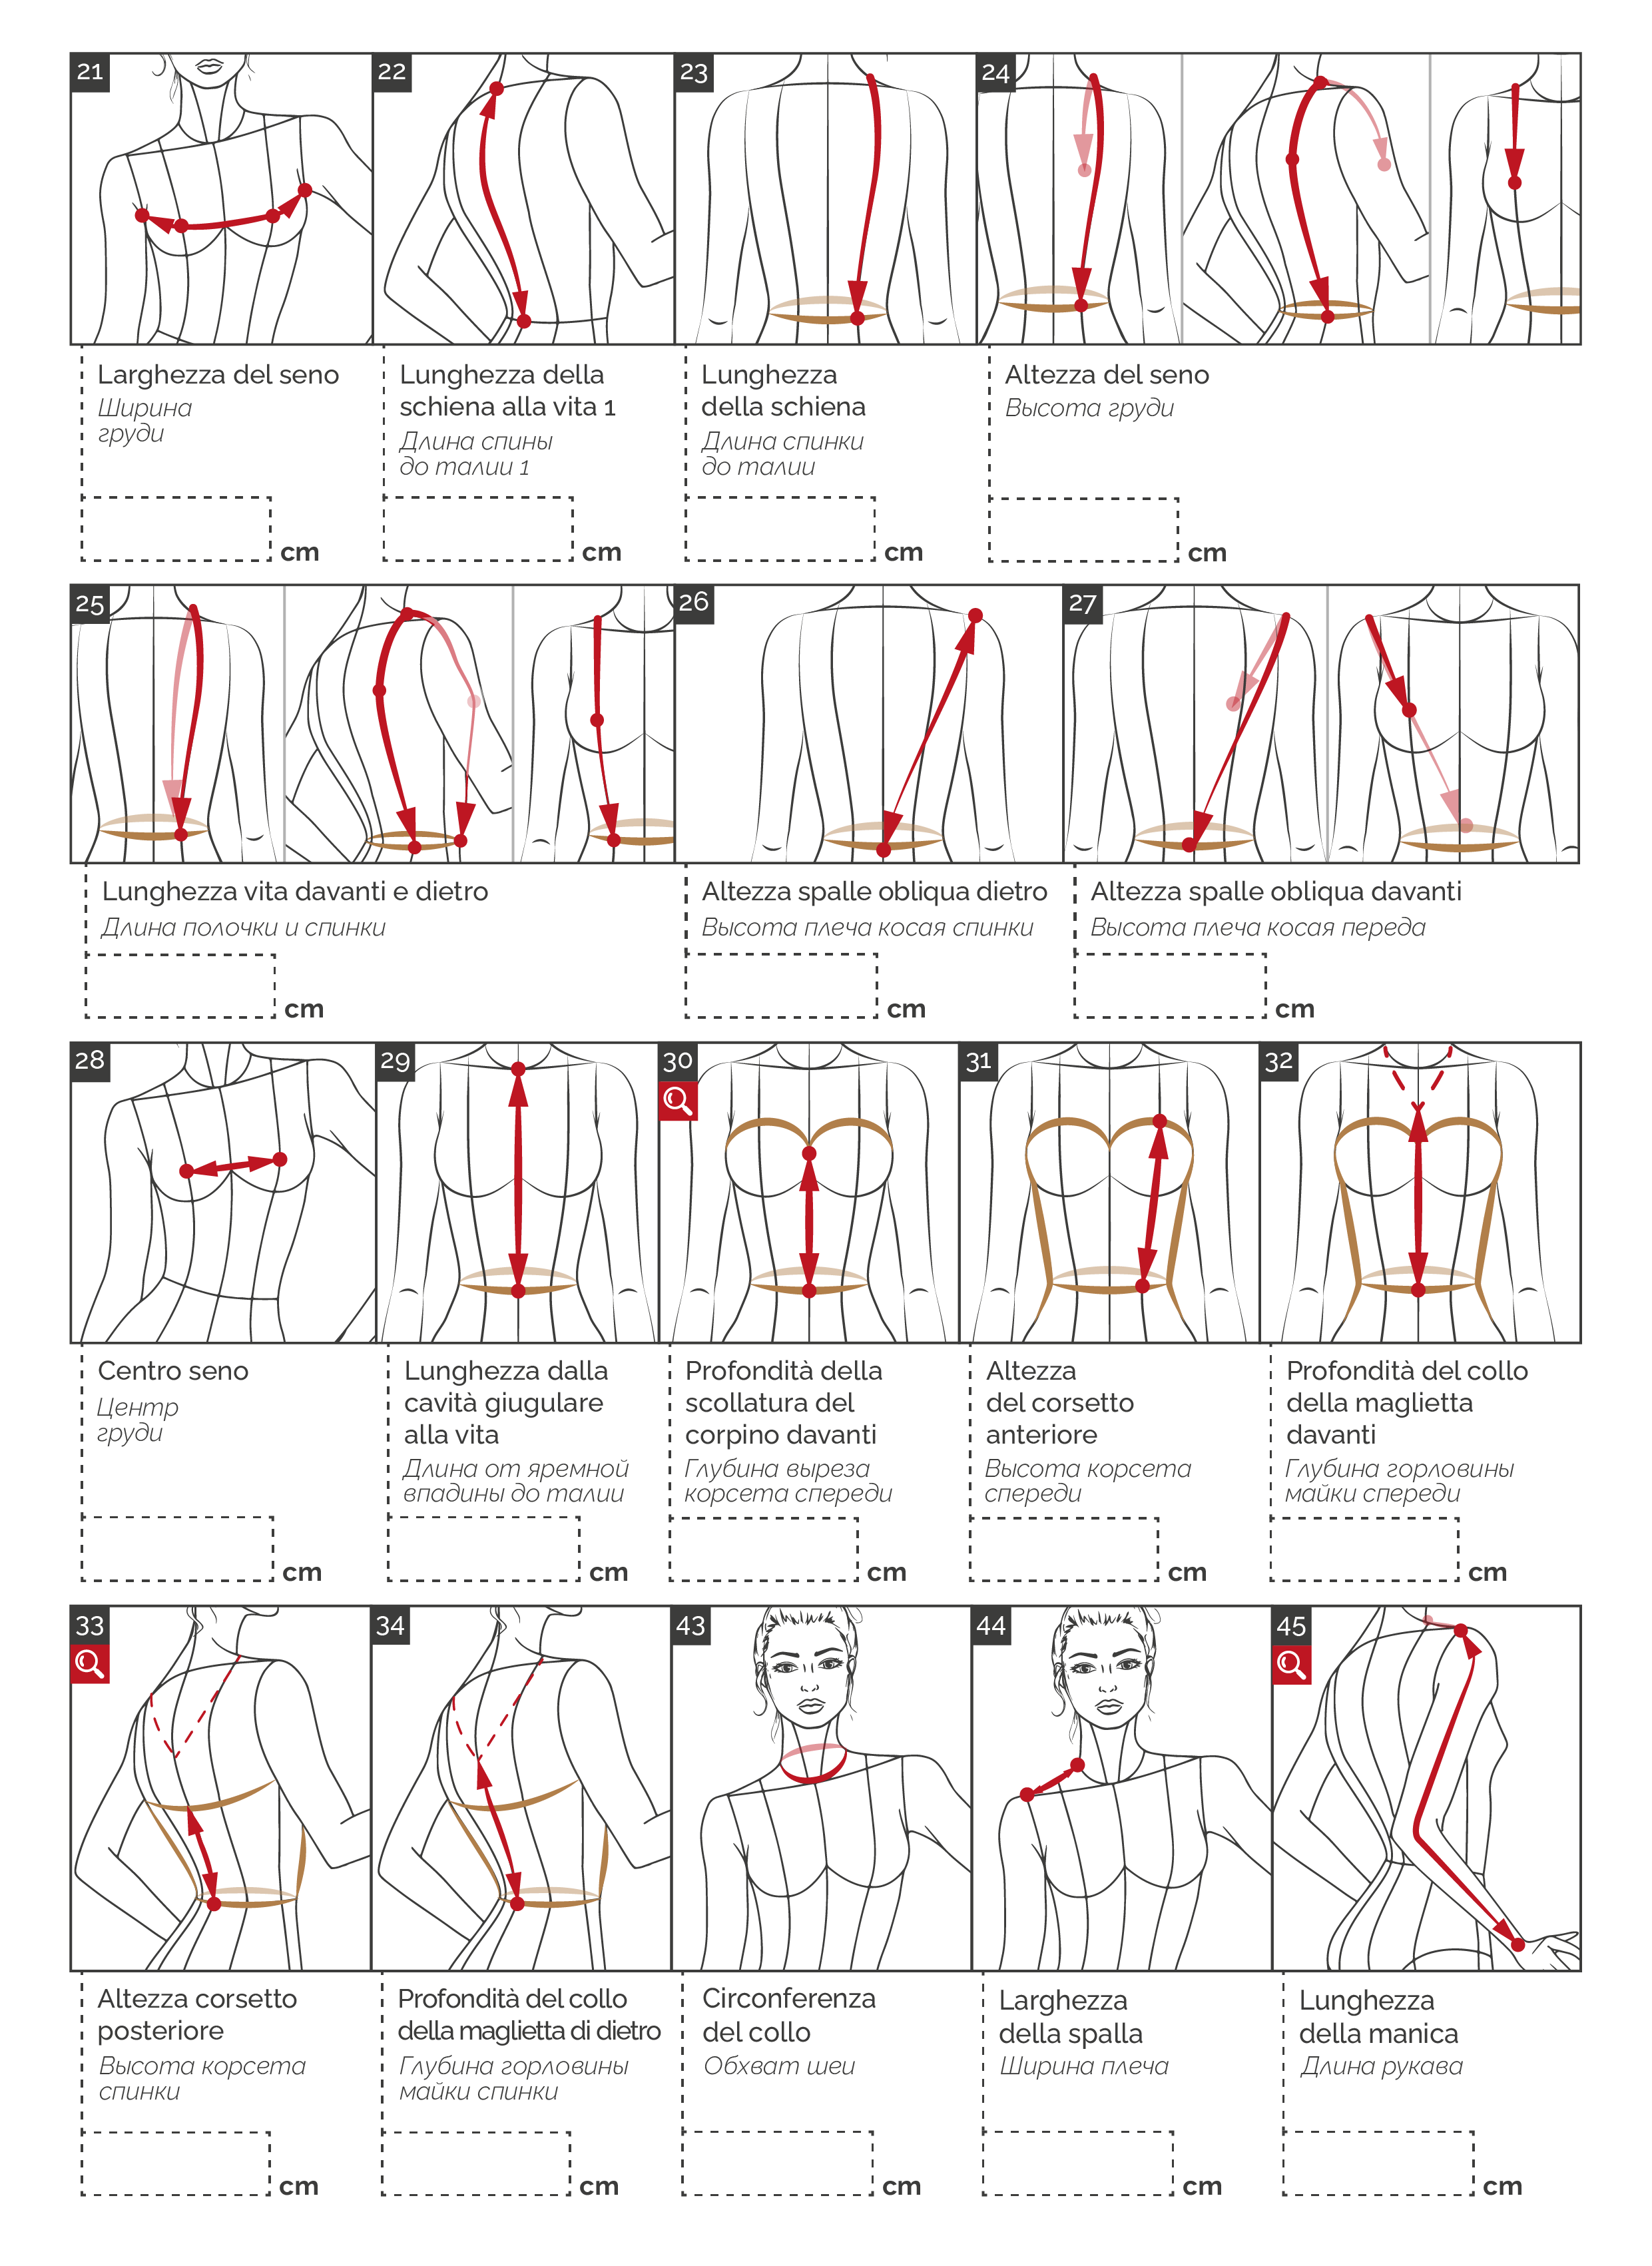 21
22
23
24
Larghezza del seno
Ширина
груди
cm
Lunghezza della
schiena alla vita 1
Длина спины
до талии 1
cm
Lunghezza
della schiena
Длина спинки
до талии
cm
Altezza del seno
Высота груди
cm
25
26
27
Lunghezza vita davanti e dietro
Длина полочки и спинки
cm
Altezza spalle obliqua dietro
Высота плеча косая спинки
cm
Altezza spalle obliqua davanti
Высота плеча косая переда
cm
28
29
30
31
32
Centro seno
Центр
груди
cm
Lunghezza dalla
cavità giugulare
alla vita
Длина от яремной
впадины до талии
cm
Profondità della
scollatura del
corpino davanti
Глубина выреза
корсета спереди
cm
Altezza
del corsetto
anteriore
Высота корсета
спереди
cm
Profondità del collo
della maglietta
davanti
Глубина горловины
майки спереди
cm
33
34
43
44
45
Altezza corsetto
posteriore
Высота корсета
спинки
cm
Profondità del collo
della maglietta di dietro
Глубина горловины
майки спинки
cm
Circonferenza
del collo
Обхват шеи
cm
Larghezza
della spalla
Ширина плеча
cm
Lunghezza
della manica
Длина рукава
cm